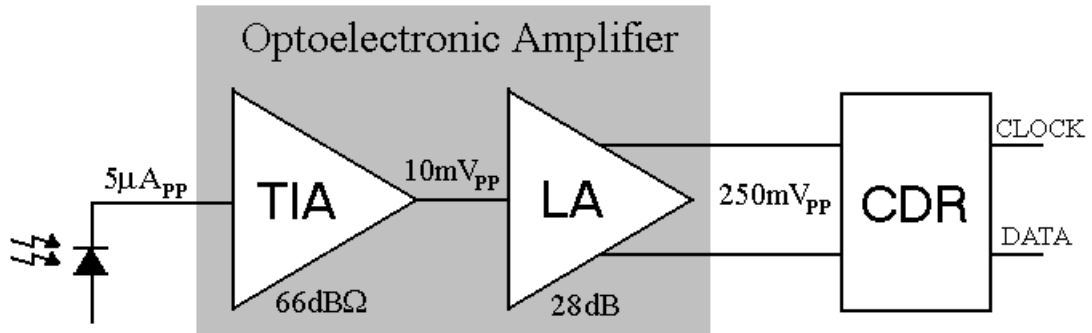 Optoelectronic Amplifier
5μA_PP
TIA
66dBΩ
10mV_PP
LA
28dB
250mV_PP
CDR
CLOCK
DATA